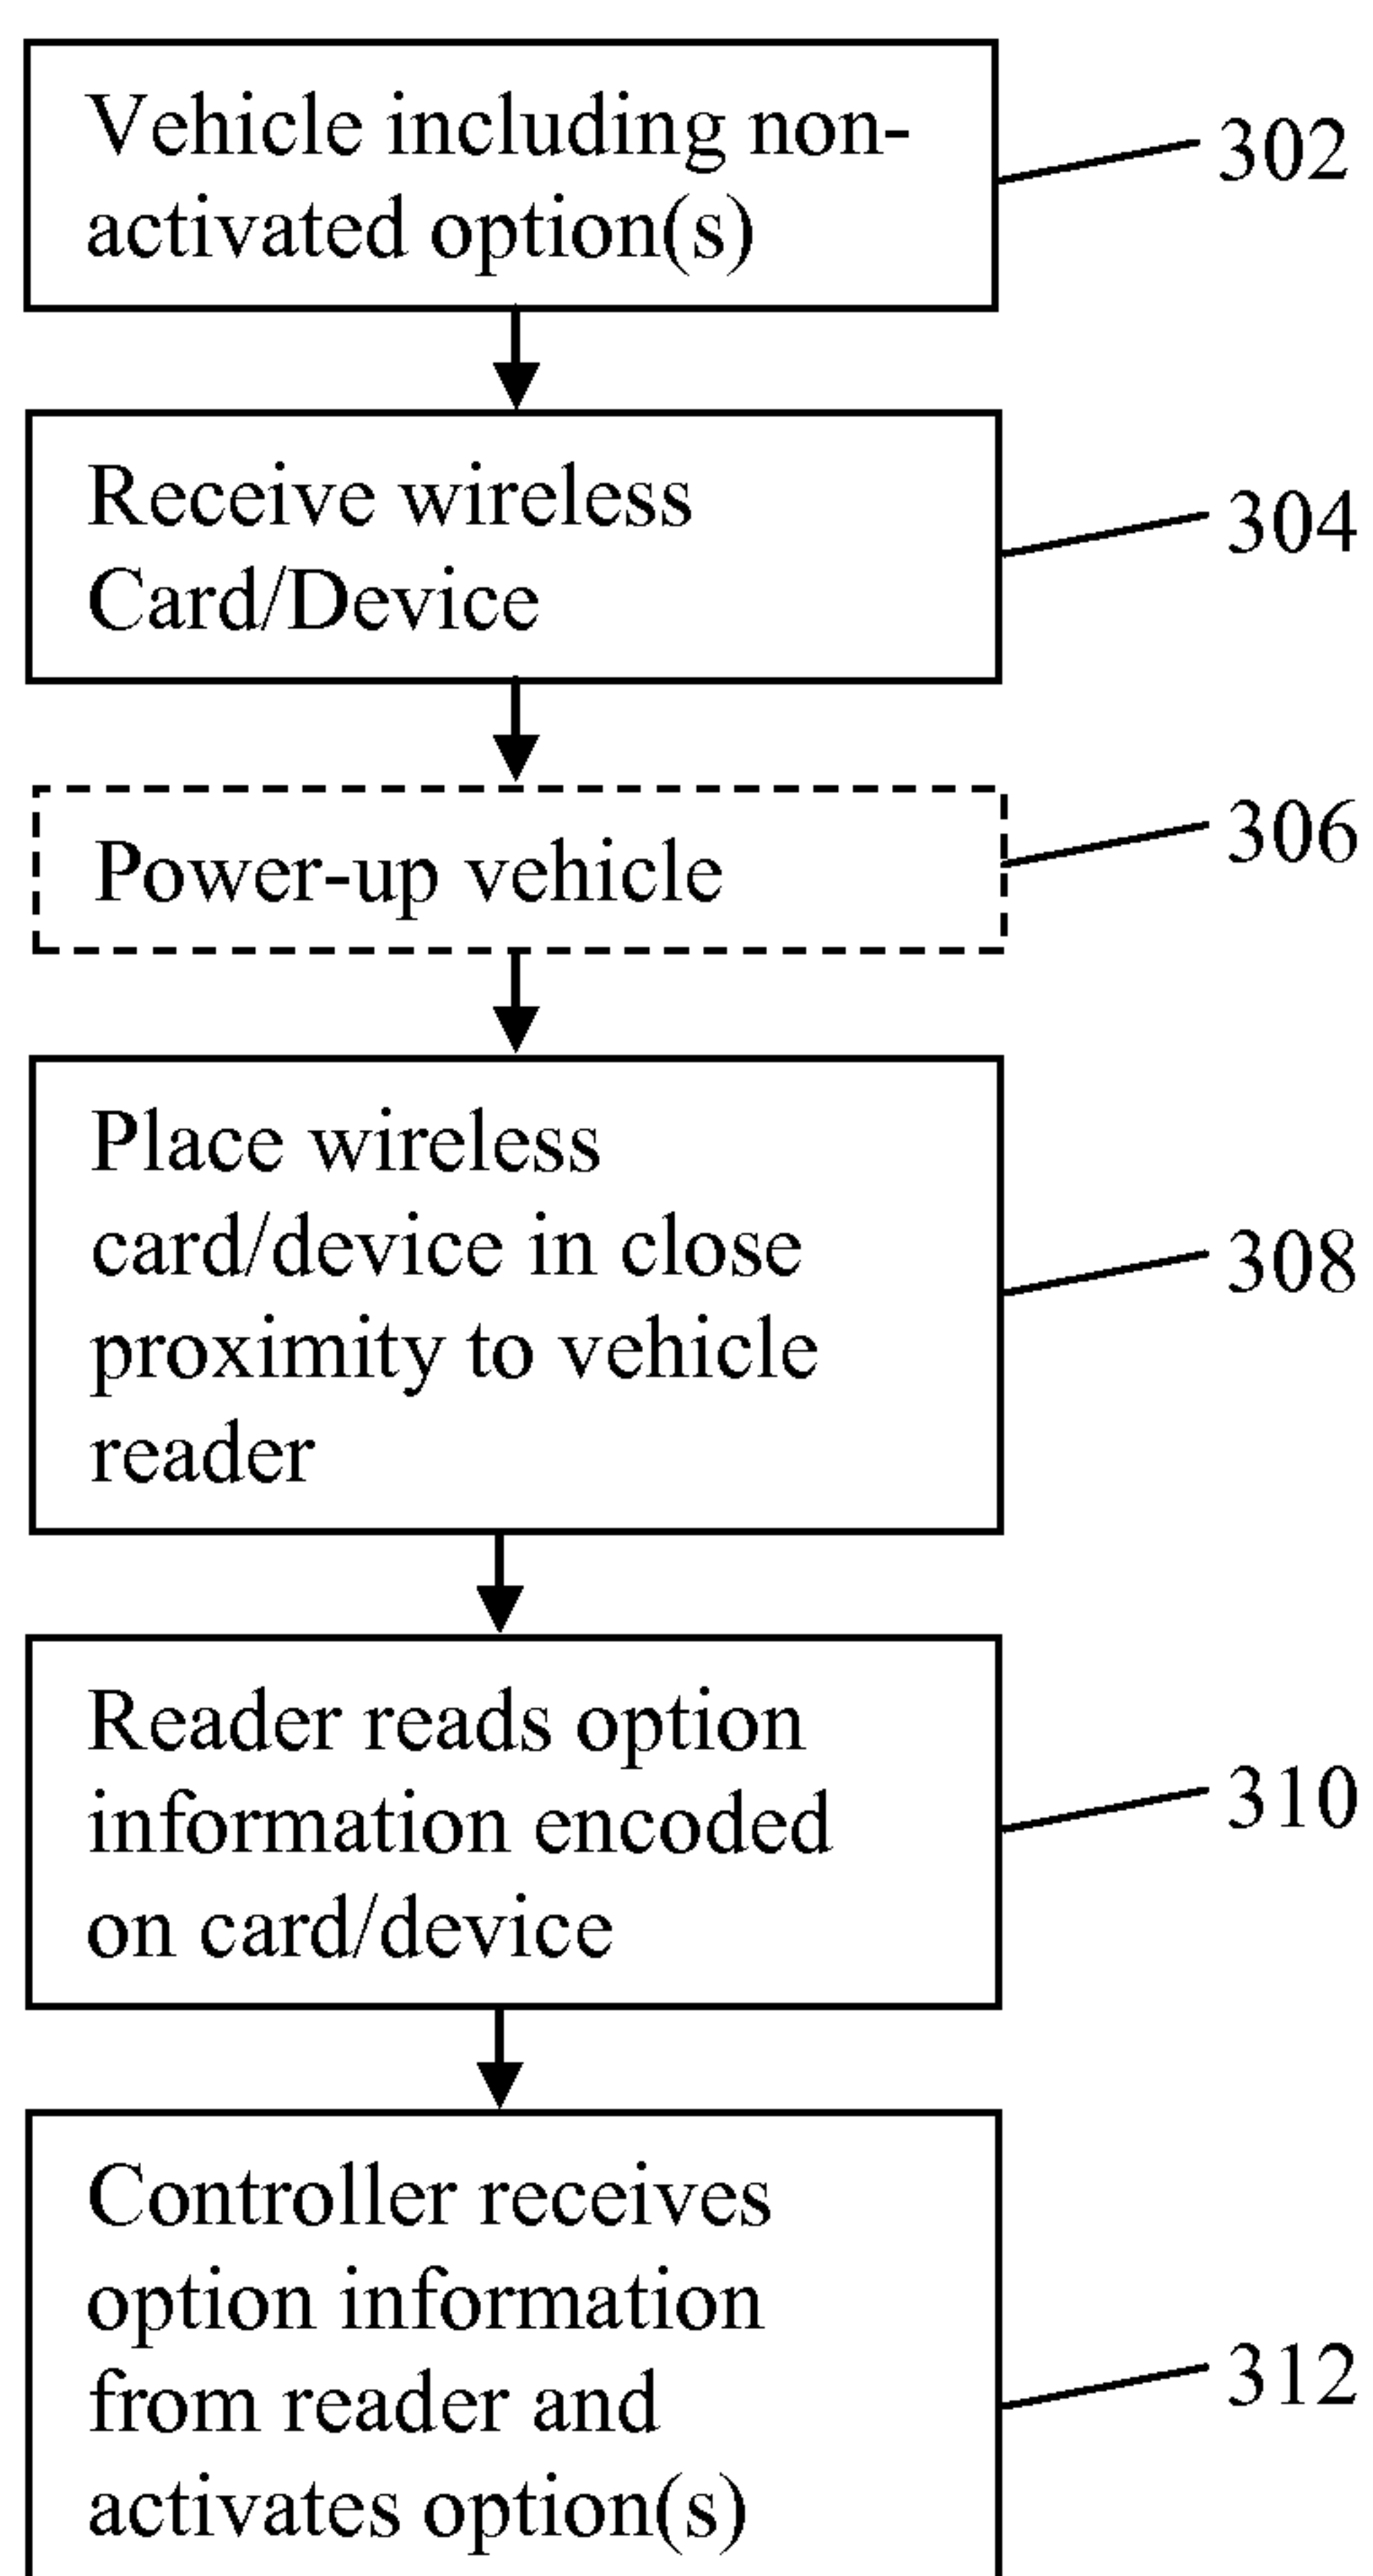 Vehicle including non-
activated option(s)
302
Receive wireless
Card/Device
304
Power-up vehicle
306
Place wireless
card/device in close
proximity to vehicle
reader
308
Reader reads option
information encoded
on card/device
310
Controller receives
option information
from reader and
activates option(s)
312